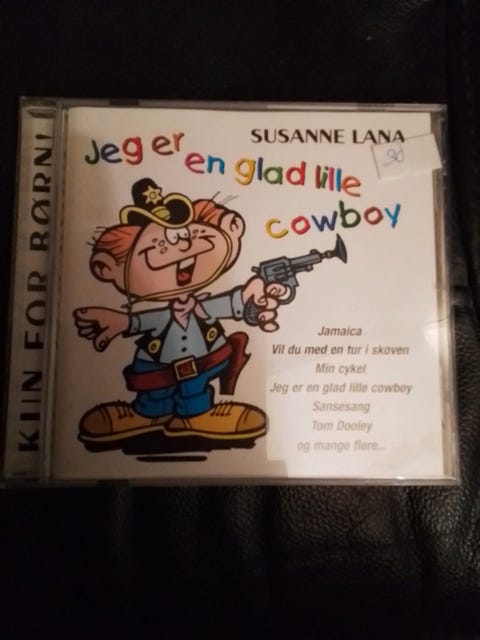 KUN FOR BØRN!
SUSANNE LANA
30
Jeg er
en glad lille
cowboy
Jamaica
Vil du med en tur i skoven
Min cykel
Jeg er en glad lille cowboy
Sansesang
Tom Dooley
og mange flere...